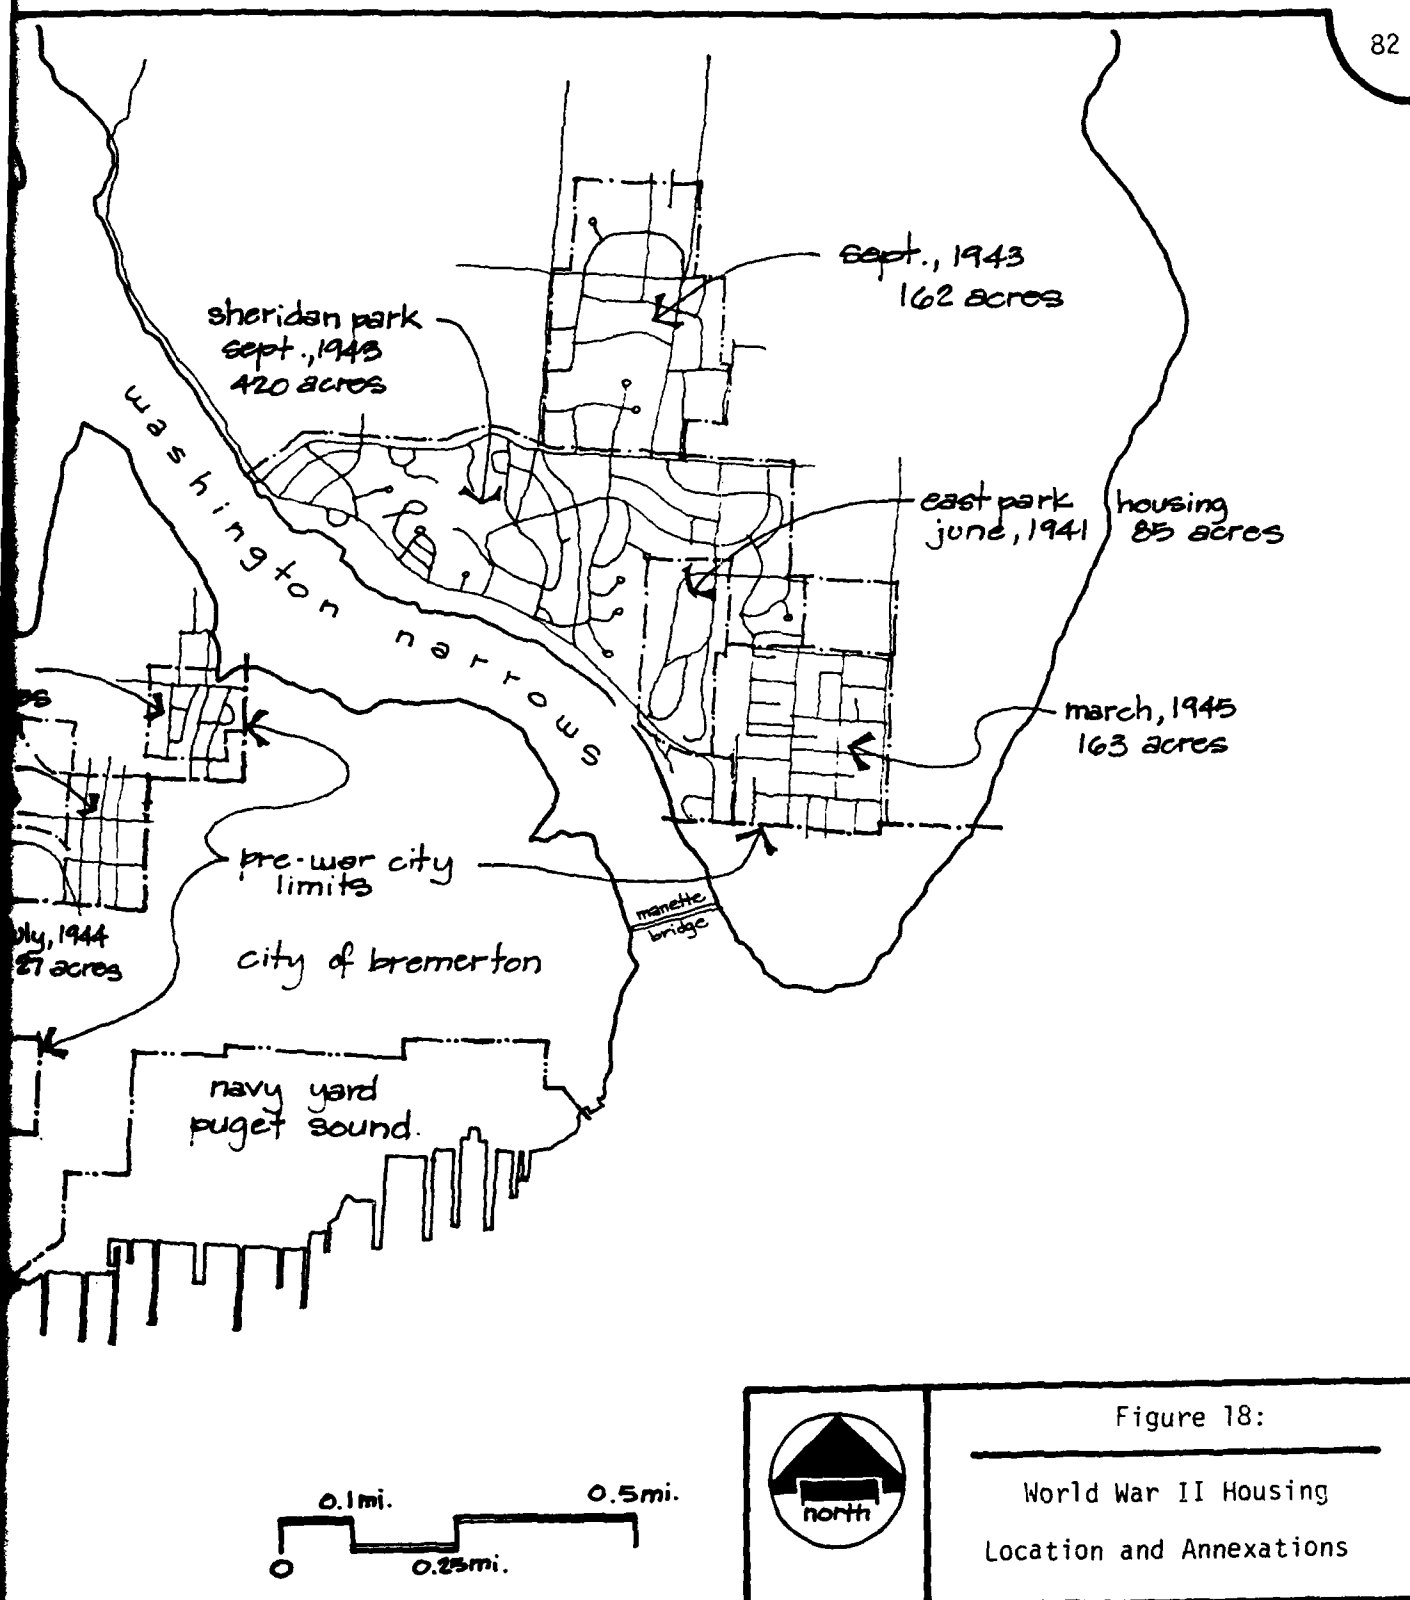 82
sept., 1943
162 acres
sheridan park
sept., 1943
420 acres
washington narrows
east park housing
june, 1941 85 acres
march, 1945
163 acres
pre-war city
limits
manette
bridge
1944
acres
city of bremerton
navy yard
puget sound.
0.1mi.
0.5mi.
0
0.25mi.
north
Figure 18:
World War II Housing
Location and Annexations